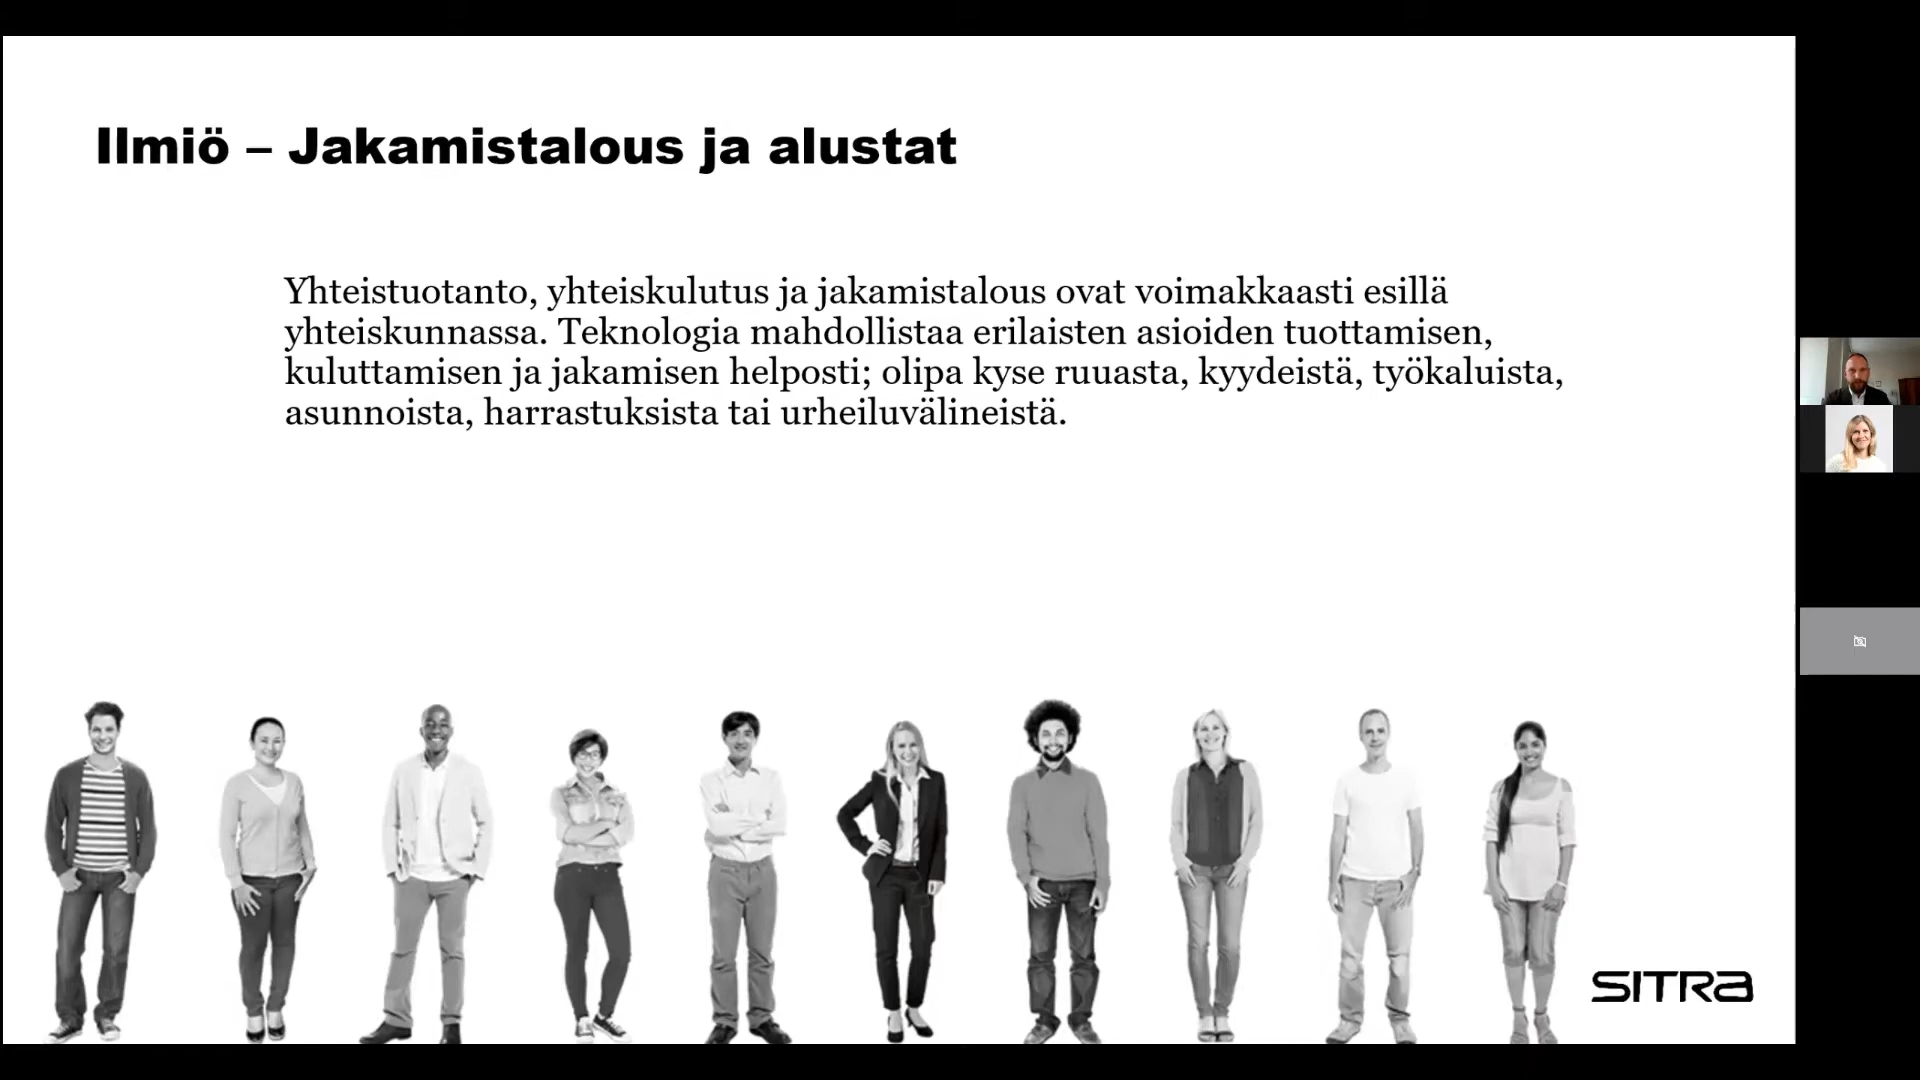 Ilmiö – Jakamistalous ja alustat
Yhteistuotanto, yhteiskulutus ja jakamistalous ovat voimakkaasti esillä
yhteiskunnassa. Teknologia mahdollistaa erilaisten asioiden tuottamisen,
kuluttamisen ja jakamisen helposti; olipa kyse ruuasta, kyydeistä, työkaluista,
asunnoista, harrastuksista tai urheiluvälineistä.
SITRA